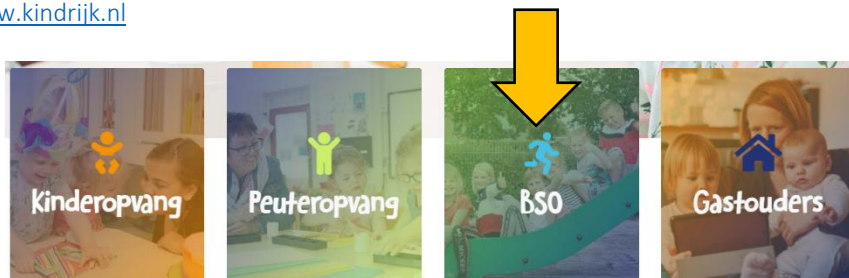 w.kindrijk.nl
Kinderopvang
Peuteropvang
BSO
Gastouders